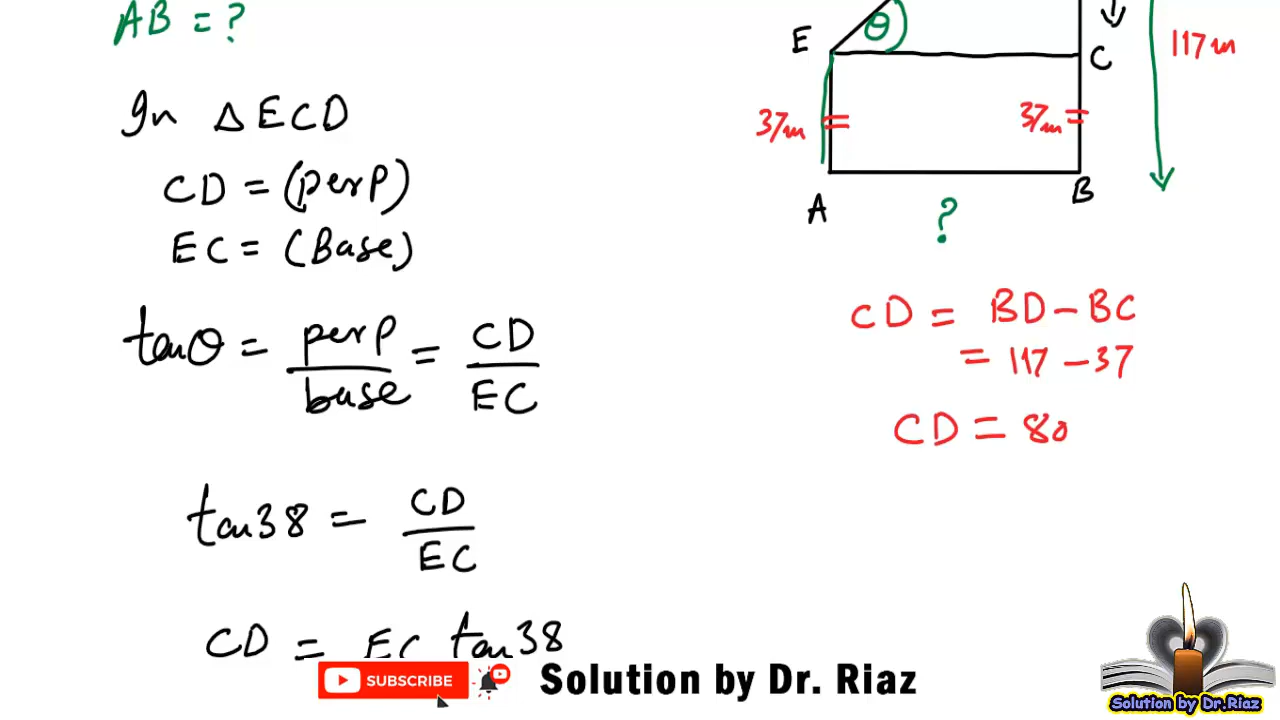 AB = ?
θ
E
C
117m
37m
37m
A
B
?
In Δ ECD
CD = (perp)
EC = (Base)
tanθ = perp/base = CD/EC
CD = BD - BC
= 117 - 37
CD = 80
tan38 = CD/EC
CD = EC tan38
SUBSCRIBE
Solution by Dr. Riaz
Solution by Dr.Riaz